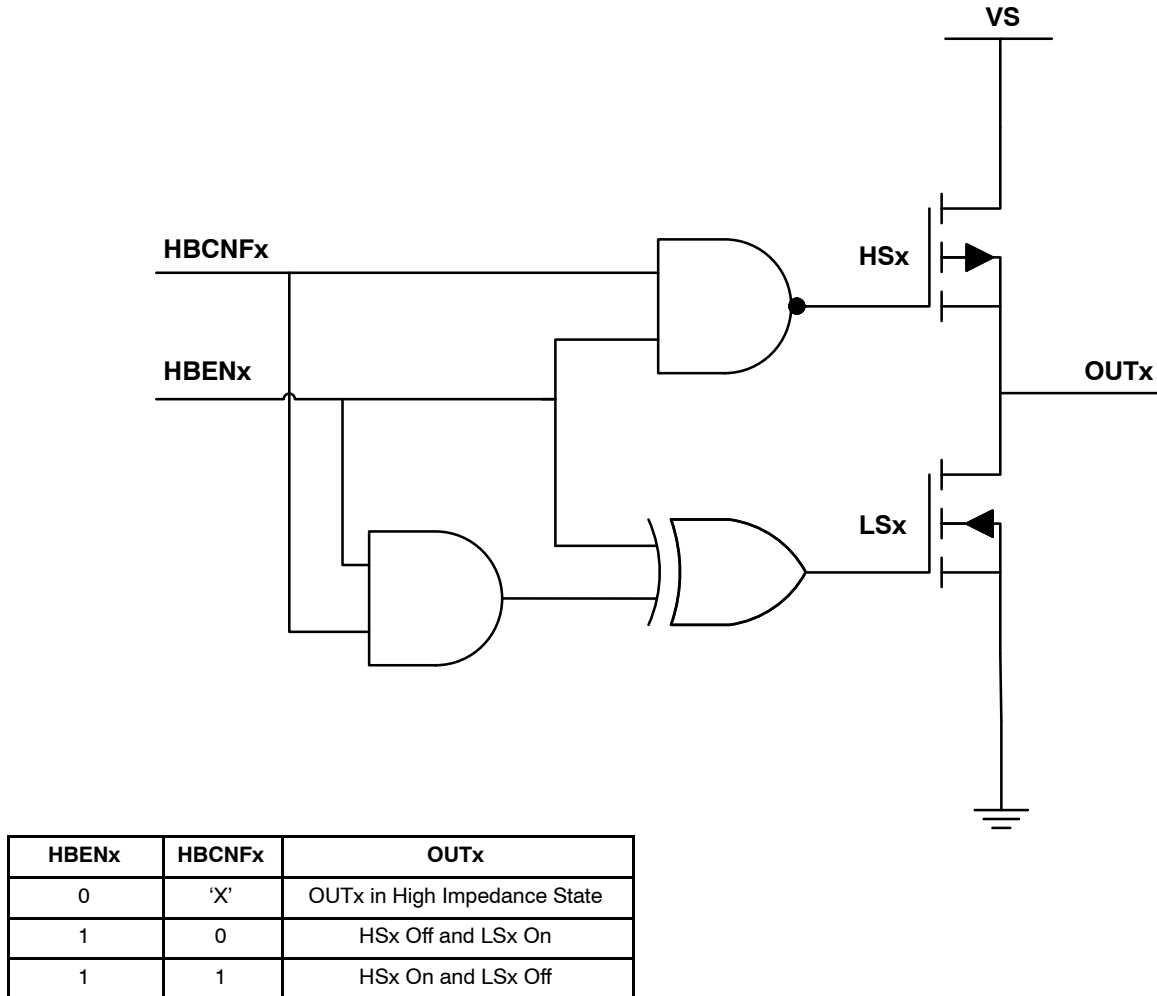 VS
HBCNFx
HSx
HBENx
OUTx
LSx
HBENx HBCNFx OUTx
0 ‘X’ OUTx in High Impedance State
1 0 HSx Off and LSx On
1 1 HSx On and LSx Off